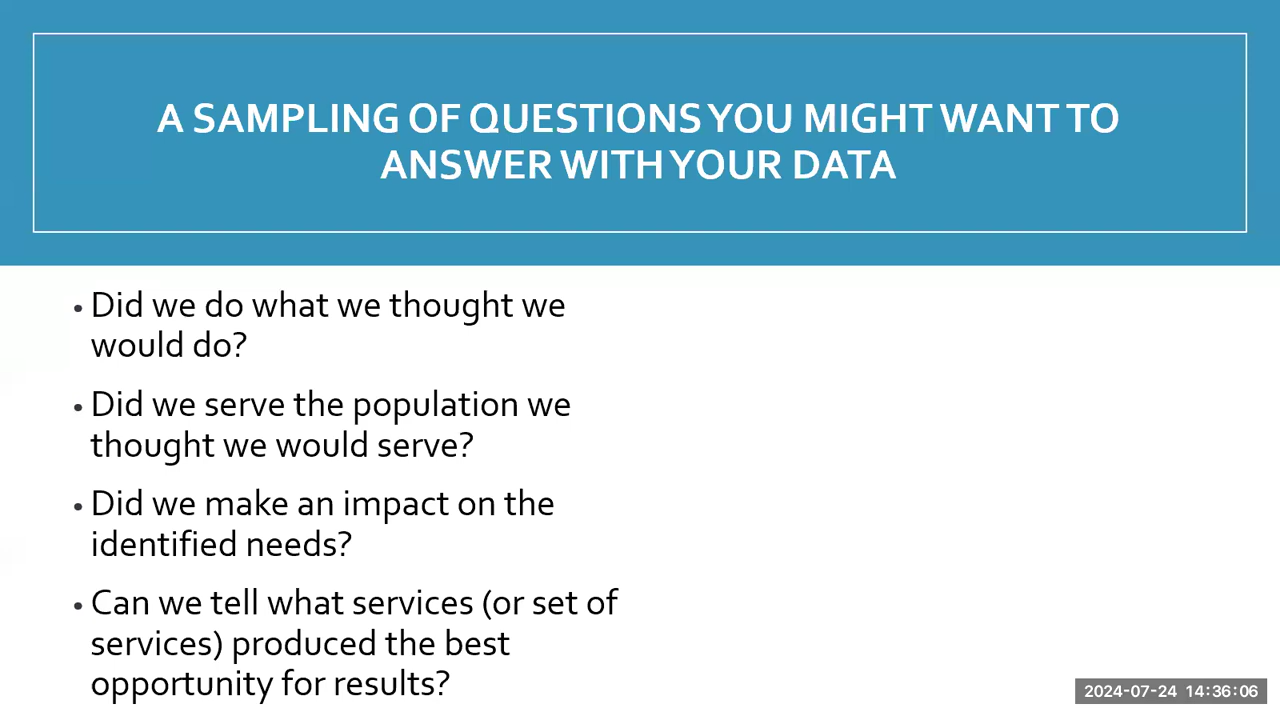 A SAMPLING OF QUESTIONS YOU MIGHT WANT TO
ANSWER WITH YOUR DATA
• Did we do what we thought we
would do?
• Did we serve the population we
thought we would serve?
• Did we make an impact on the
identified needs?
• Can we tell what services (or set of
services) produced the best
opportunity for results?
2024-07-24 14:36:06